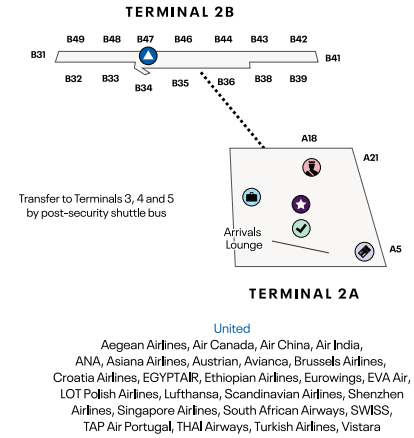 TERMINAL 2B
B49 B48 B47 B46 B44 B43 B42
B31 B41
B32 B33 B34 B35 B36 B38 B39
A18
A21
Transfer to Terminals 3, 4 and 5
by post-security shuttle bus
Arrivals
Lounge
A5
TERMINAL 2A
United
Aegean Airlines, Air Canada, Air China, Air India,
ANA, Asiana Airlines, Austrian, Avianca, Brussels Airlines,
Croatia Airlines, EGYPTAIR, Ethiopian Airlines, Eurowings, EVA Air,
LOT Polish Airlines, Lufthansa, Scandinavian Airlines, Shenzhen
Airlines, Singapore Airlines, South African Airways, SWISS,
TAP Air Portugal, THAI Airways, Turkish Airlines, Vistara